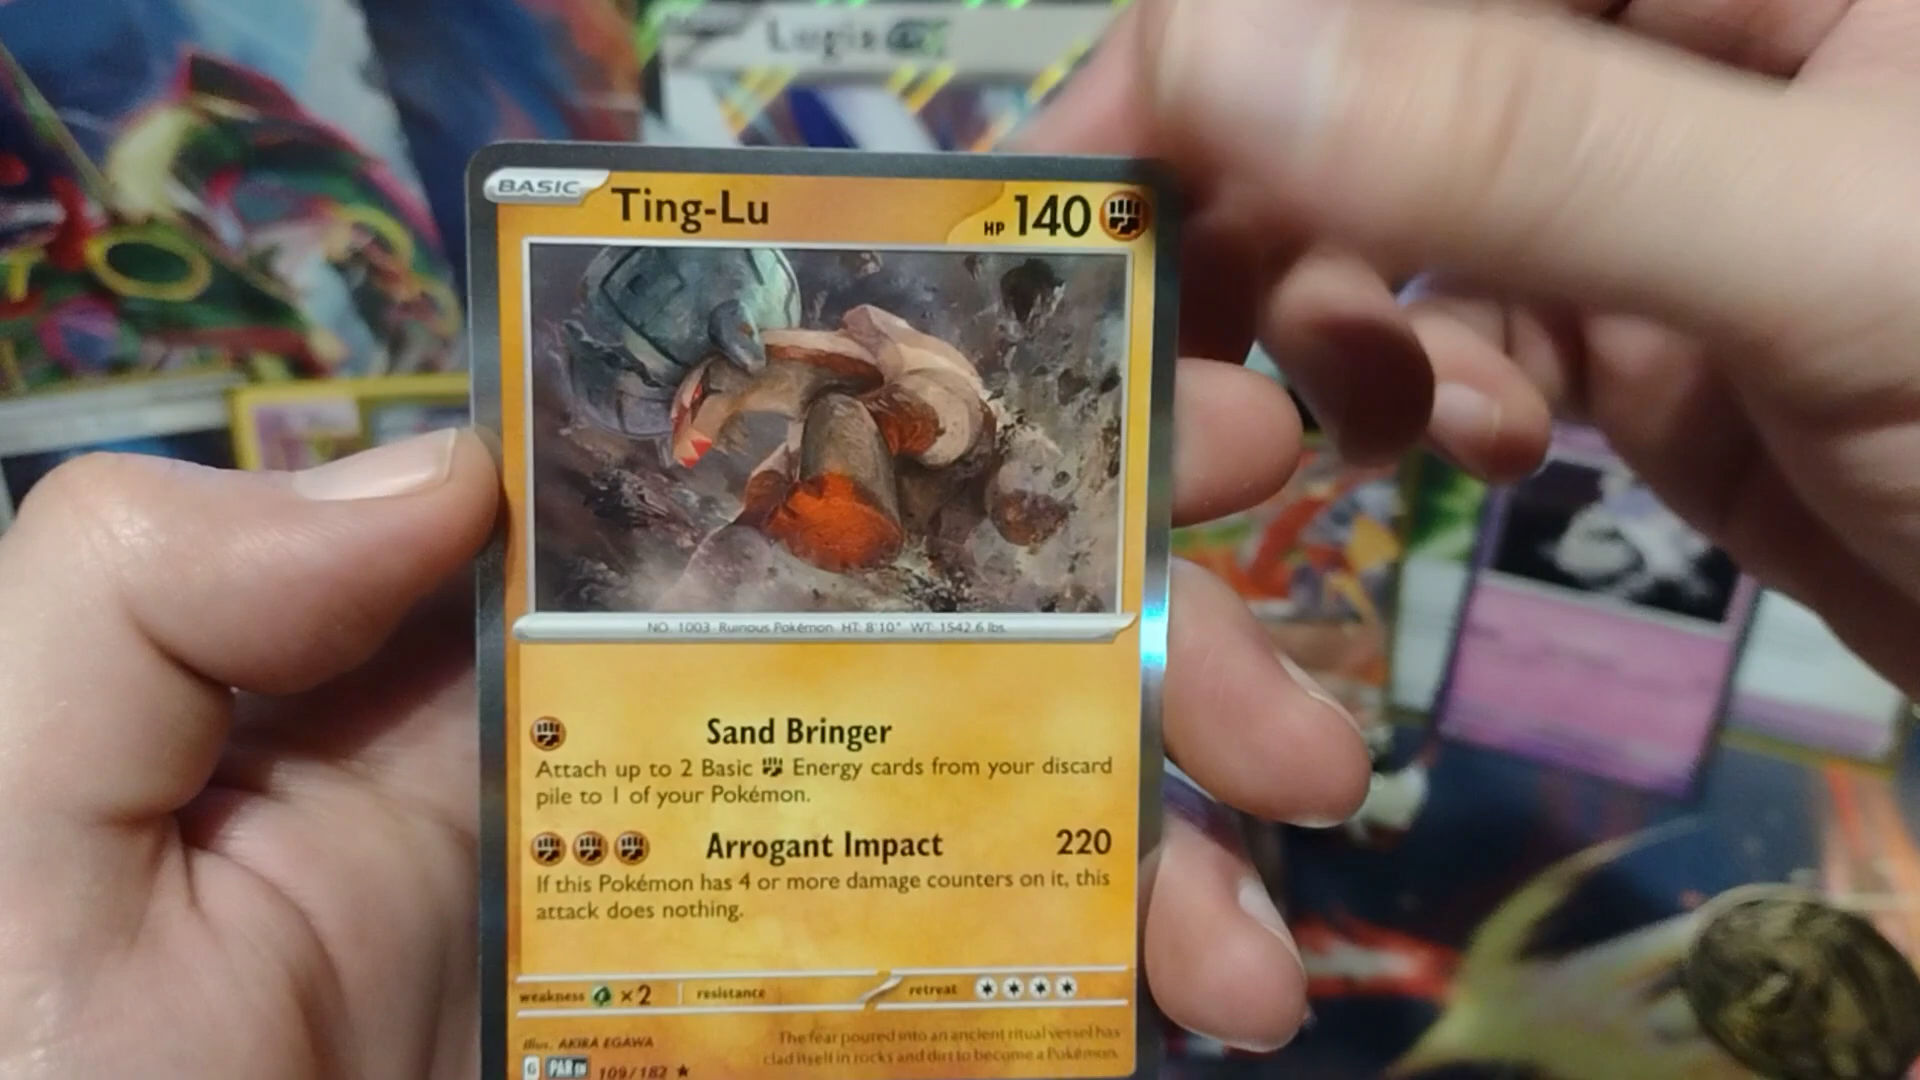 Lugia ex
BASIC
Ting-Lu
HP 140
NO. 1003 Ruinous Pokémon HT: 8'10" WT: 1542.6 lbs.
Sand Bringer
Attach up to 2 Basic Energy cards from your discard
pile to 1 of your Pokémon.
Arrogant Impact 220
If this Pokémon has 4 or more damage counters on it, this
attack does nothing.
weakness ×2 resistance retreat
Illus. AKIRA EGAWA
The fear poured into an ancient ritual vessel has
clad itself in rocks and dirt to become a Pokémon.
G PAR EN 109/182 ★